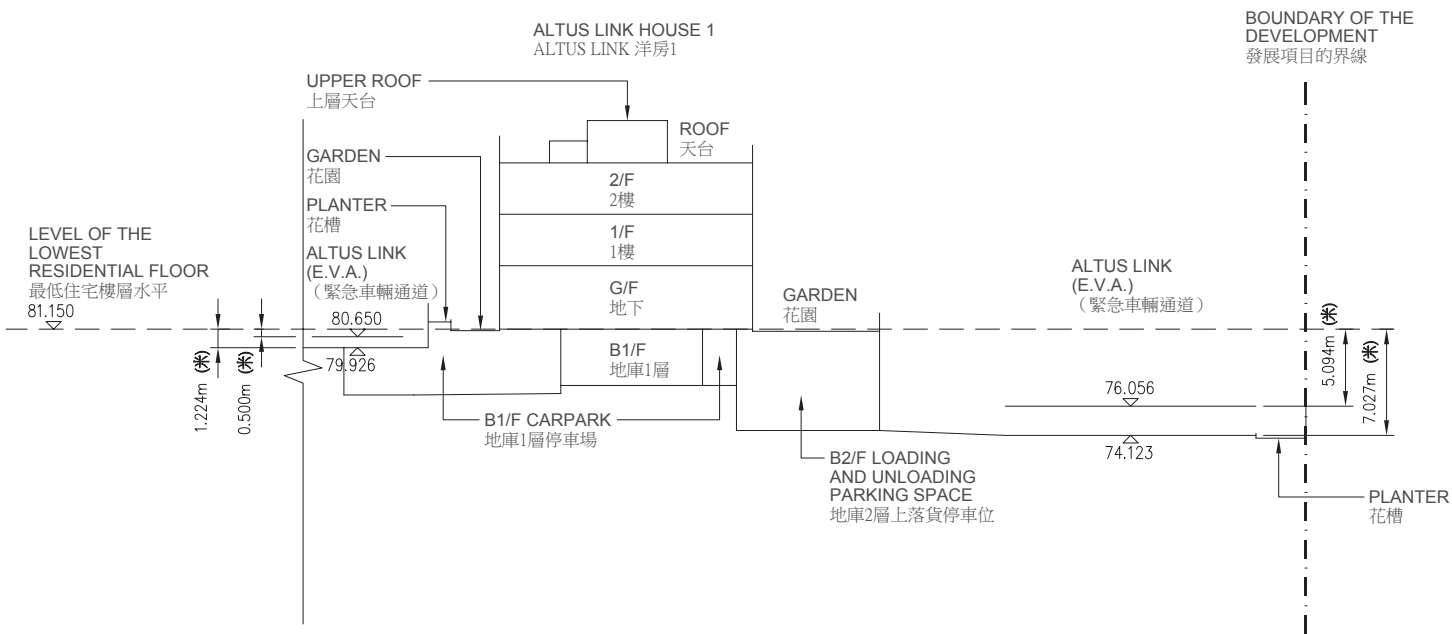 ALTUS LINK HOUSE 1
ALTUS LINK 洋房1
BOUNDARY OF THE
DEVELOPMENT
發展項目的界線
UPPER ROOF
上層天台
ROOF
天台
GARDEN
花園
2/F
2樓
PLANTER
花槽
1/F
1樓
LEVEL OF THE
LOWEST
RESIDENTIAL FLOOR
最低住宅樓層水平
81.150
ALTUS LINK
(E.V.A.)
（緊急車輛通道）
80.650
79.926
G/F
地下
GARDEN
花園
ALTUS LINK
(E.V.A.)
（緊急車輛通道）
1.224m (米)
0.500m (米)
B1/F
地庫1層
5.094m (米)
7.027m (米)
76.056
74.123
B1/F CARPARK
地庫1層停車場
B2/F LOADING
AND UNLOADING
PARKING SPACE
地庫2層上落貨停車位
PLANTER
花槽